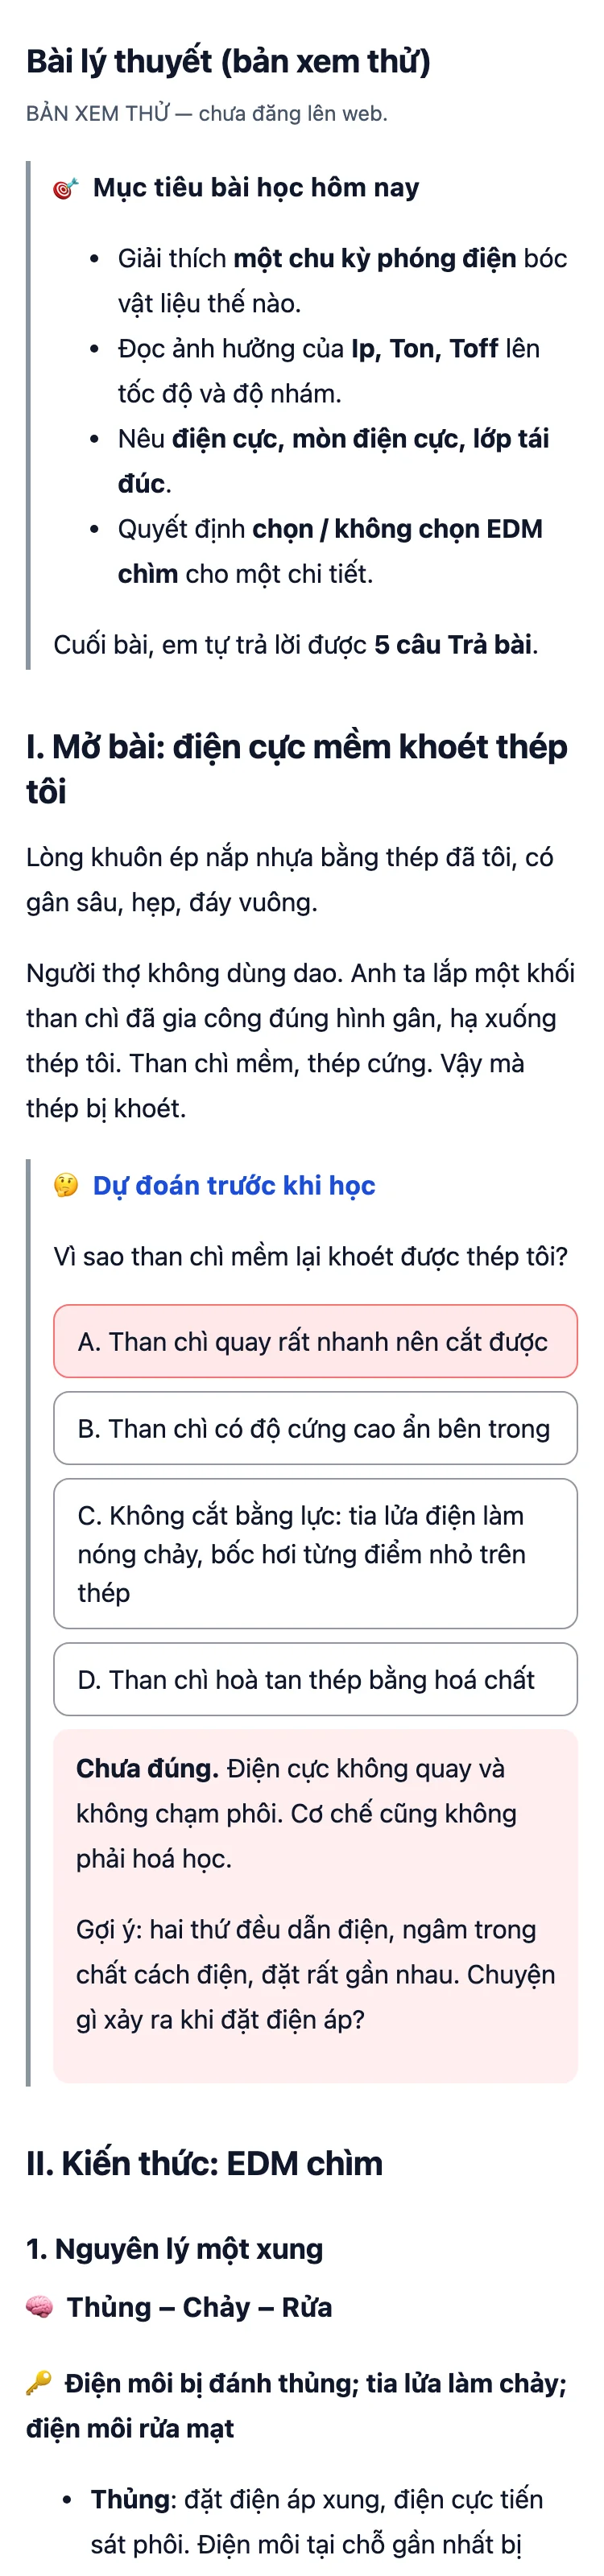 Bài lý thuyết (bản xem thử)
BẢN XEM THỬ — chưa đăng lên web.
🎯 Mục tiêu bài học hôm nay
• Giải thích một chu kỳ phóng điện bóc
vật liệu thế nào.
• Đọc ảnh hưởng của Ip, Ton, Toff lên
tốc độ và độ nhám.
• Nêu điện cực, mòn điện cực, lớp tái
đúc.
• Quyết định chọn / không chọn EDM
chìm cho một chi tiết.
Cuối bài, em tự trả lời được 5 câu Trả bài.
I. Mở bài: điện cực mềm khoét thép
tôi
Lòng khuôn ép nắp nhựa bằng thép đã tôi, có
gân sâu, hẹp, đáy vuông.
Người thợ không dùng dao. Anh ta lắp một khối
than chì đã gia công đúng hình gân, hạ xuống
thép tôi. Than chì mềm, thép cứng. Vậy mà
thép bị khoét.
🤔 Dự đoán trước khi học
Vì sao than chì mềm lại khoét được thép tôi?
A. Than chì quay rất nhanh nên cắt được
B. Than chì có độ cứng cao ẩn bên trong
C. Không cắt bằng lực: tia lửa điện làm
nóng chảy, bốc hơi từng điểm nhỏ trên
thép
D. Than chì hoà tan thép bằng hoá chất
Chưa đúng. Điện cực không quay và
không chạm phôi. Cơ chế cũng không
phải hoá học.
Gợi ý: hai thứ đều dẫn điện, ngâm trong
chất cách điện, đặt rất gần nhau. Chuyện
gì xảy ra khi đặt điện áp?
II. Kiến thức: EDM chìm
1. Nguyên lý một xung
🧠 Thủng – Chảy – Rửa
🔑 Điện môi bị đánh thủng; tia lửa làm chảy;
điện môi rửa mạt
• Thủng: đặt điện áp xung, điện cực tiến
sát phôi. Điện môi tại chỗ gần nhất bị